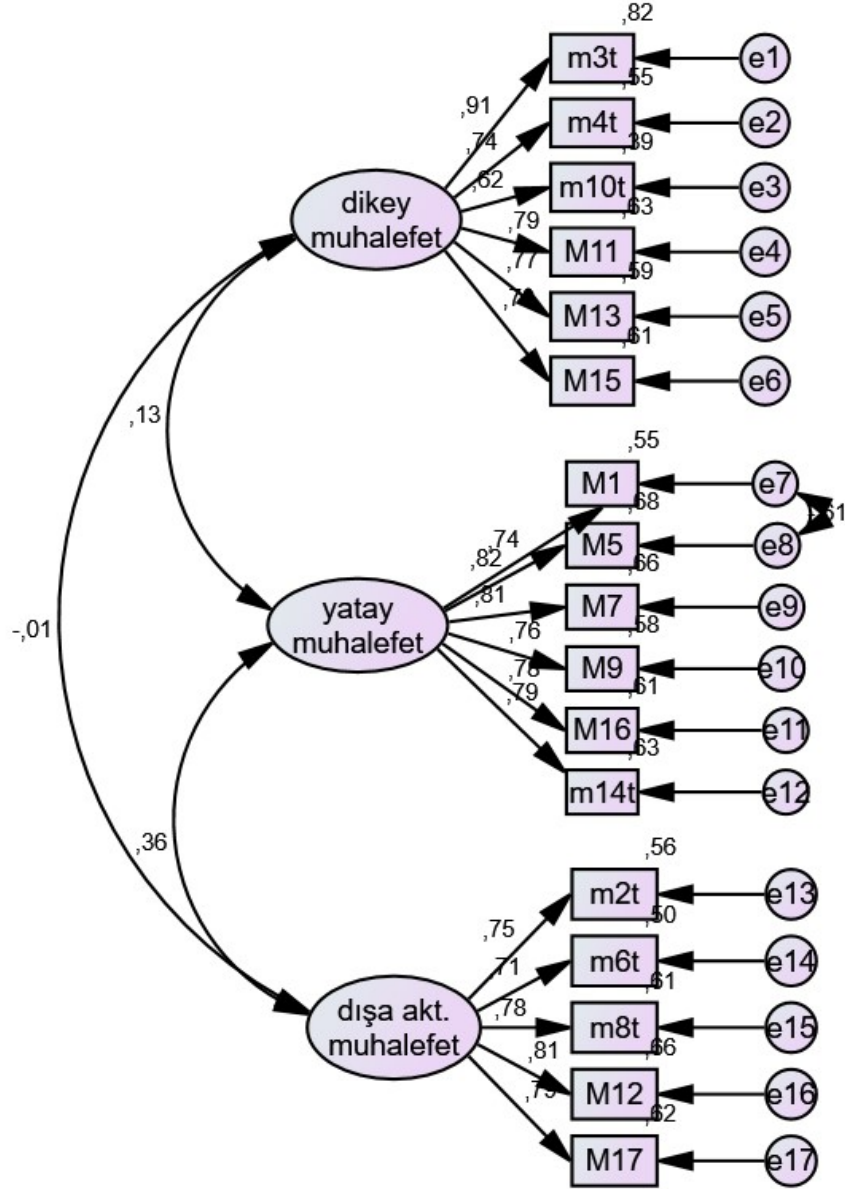 ,82
m3t
e1
,91
,55
m4t
e2
,74
,39
m10t
e3
,62
,63
dikey
muhalefet
M11
e4
,79
,59
M13
e5
,77
,61
M15
e6
,13
,55
M1
e7
,68
M5
e8
,74
,82
,66
M7
e9
,81
,58
yatay
muhalefet
M9
e10
,76
,61
M16
e11
,79
,63
m14t
e12
-,01
,36
,56
m2t
e13
,75
,50
m6t
e14
,71
,61
dışa akt.
muhalefet
m8t
e15
,78
,66
M12
e16
,81
,62
M17
e17